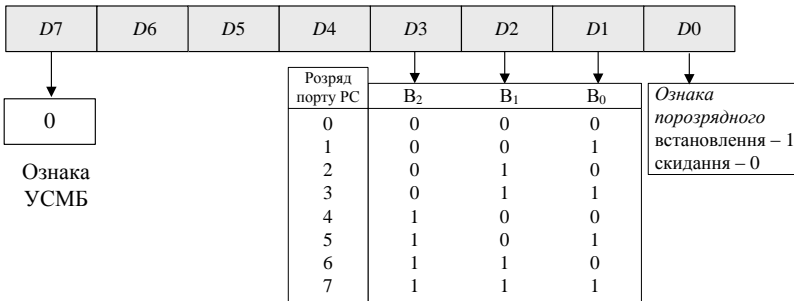 D7 D6 D5 D4 D3 D2 D1 D0
0
Ознака
УСМБ
Розряд
порту РС B₂ B₁ B₀
0 0 0 0
1 0 0 1
2 0 1 0
3 0 1 1
4 1 0 0
5 1 0 1
6 1 1 0
7 1 1 1
Ознака
порозрядного
встановлення – 1
скидання – 0